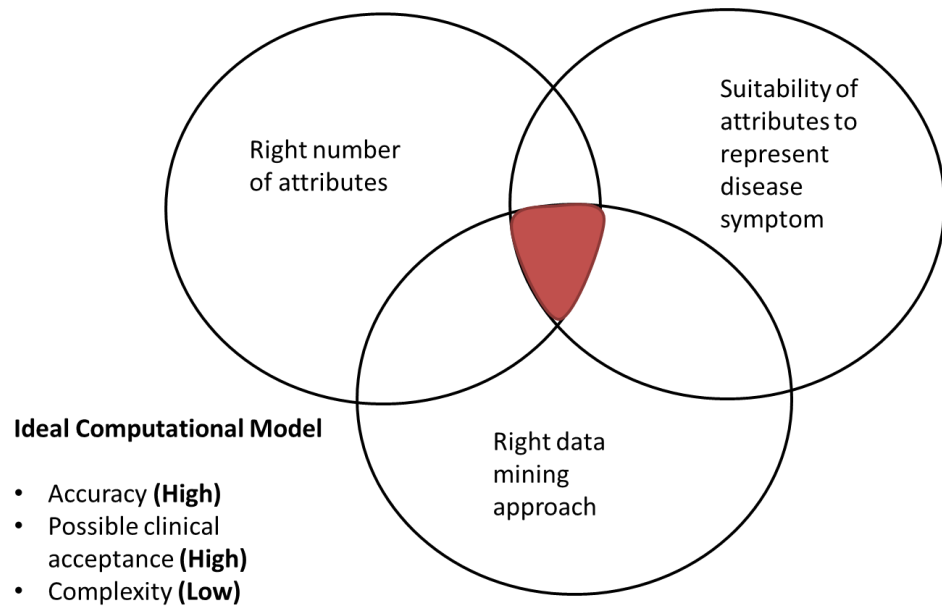 Right number
of attributes
Suitability of
attributes to
represent
disease
symptom
Right data
mining
approach
Ideal Computational Model
• Accuracy (High)
• Possible clinical
acceptance (High)
• Complexity (Low)